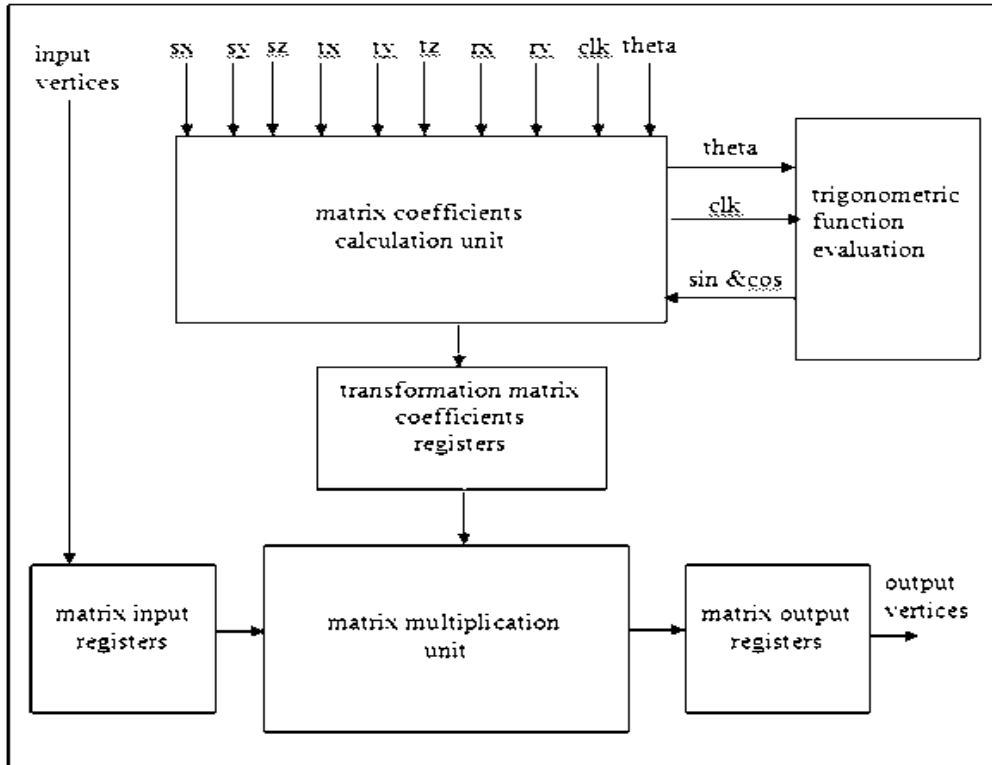 input
vertices
sx sy sz tx ty tz rx ry clk theta
matrix coefficients
calculation unit
theta
clk
sin &cos
trigonometric
function
evaluation
transformation matrix
coefficients
registers
matrix input
registers
matrix multiplication
unit
matrix output
registers
output
vertices